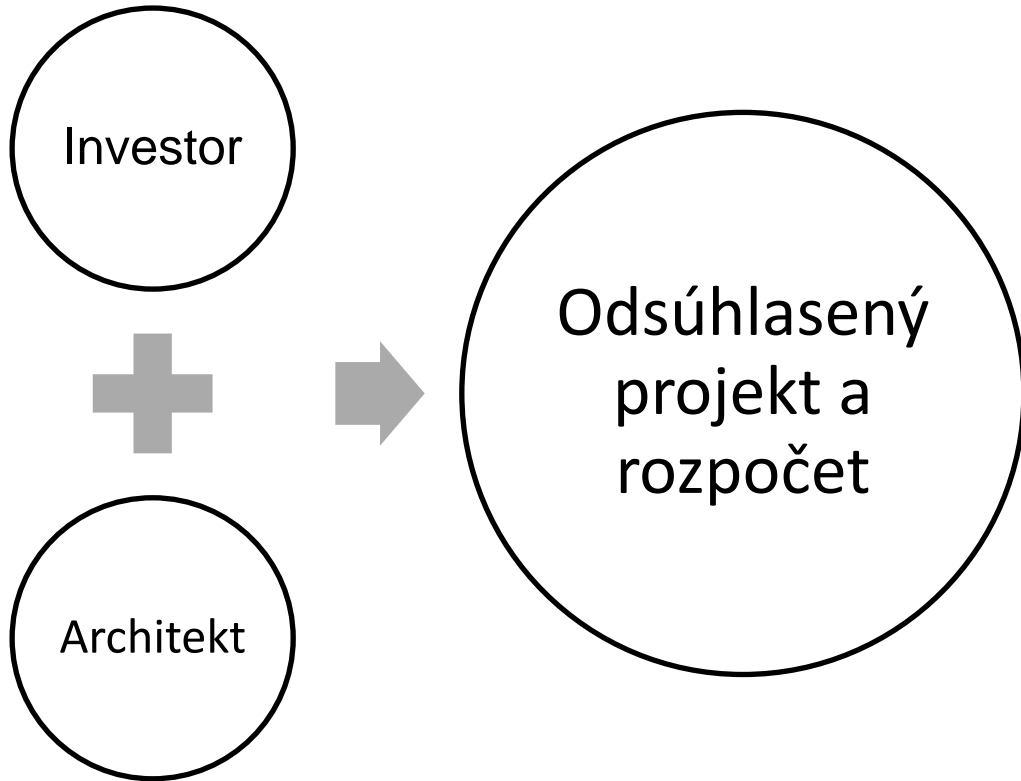 Investor
Architekt
Odsúhlasený
projekt a
rozpočet